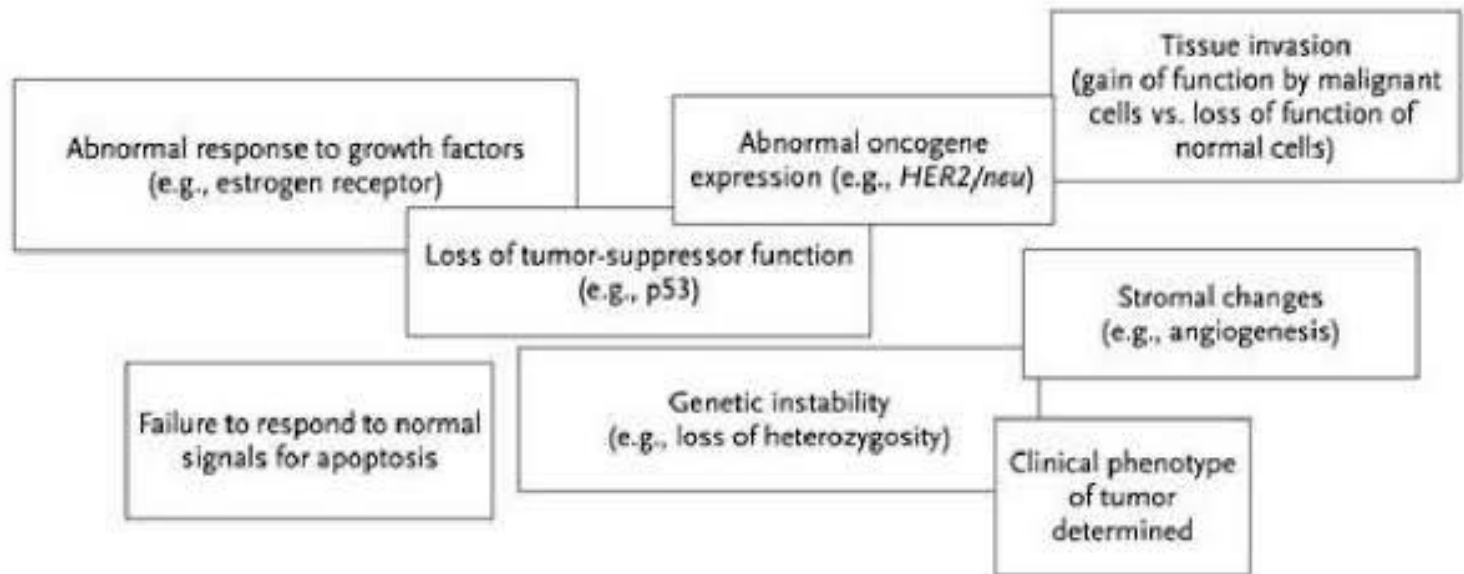 Tissue invasion
(gain of function by malignant
cells vs. loss of function of
normal cells)
Abnormal response to growth factors
(e.g., estrogen receptor)
Abnormal oncogene
expression (e.g., HER2/neu)
Loss of tumor-suppressor function
(e.g., p53)
Stromal changes
(e.g., angiogenesis)
Failure to respond to normal
signals for apoptosis
Genetic instability
(e.g., loss of heterozygosity)
Clinical phenotype
of tumor
determined